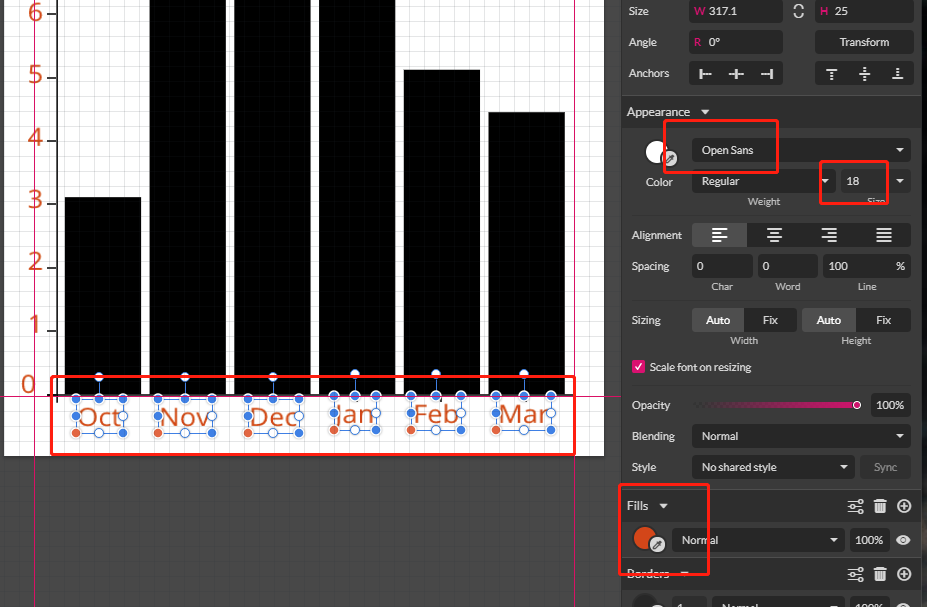 6
5
4
3
2
1
0
Oct Nov Dec Jan Feb Mar
Size W 317.1 H 25
Angle R 0° Transform
Anchors
Appearance
Open Sans
Color Regular 18
Weight Size
Alignment
Spacing 0 0 100 %
Char Word Line
Sizing Auto Fix Auto Fix
Width Height
Scale font on resizing
Opacity 100%
Blending Normal
Style No shared style Sync
Fills
Normal 100%
Borders
1 Normal 100%